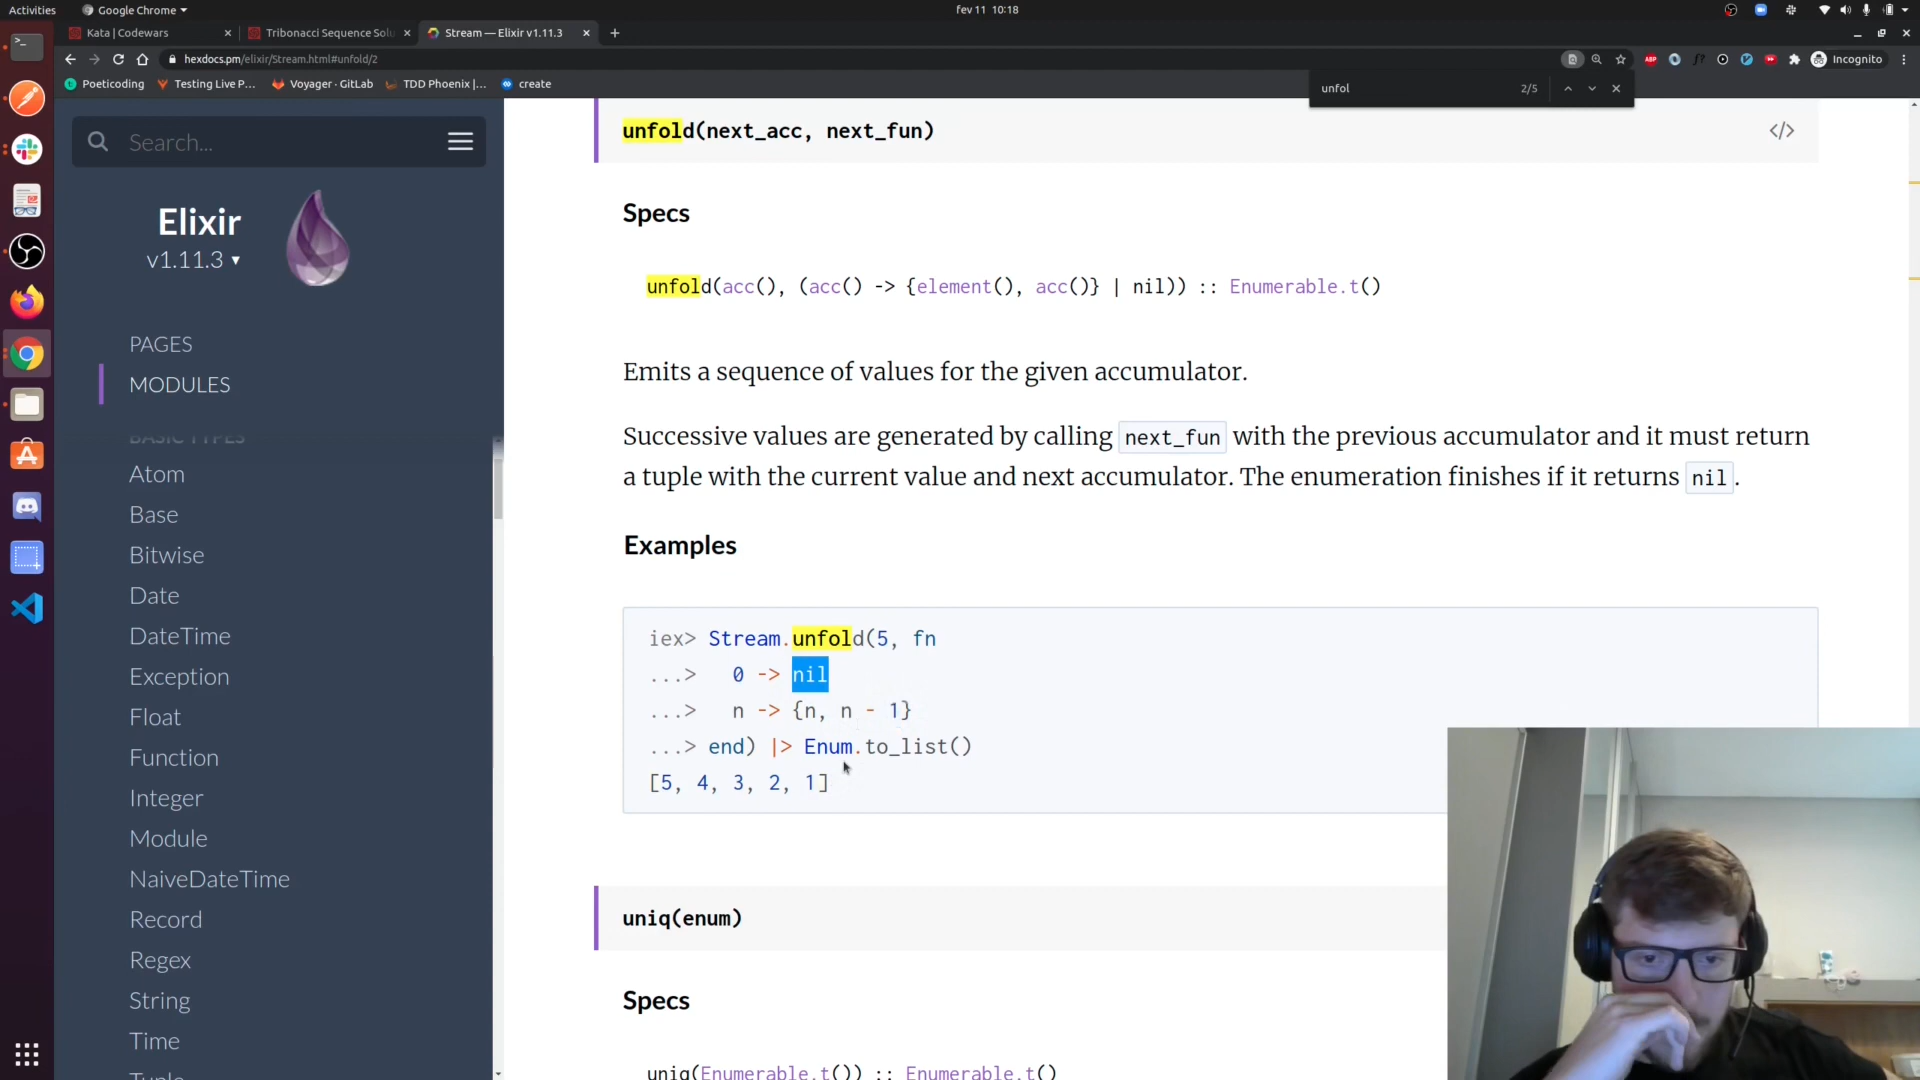 Activities
Google Chrome
fev 11 10:18
Kata | Codewars
Tribonacci Sequence Solu
Stream — Elixir v1.11.3
hexdocs.pm/elixir/Stream.html#unfold/2
Incognito
Poeticoding
Testing Live P...
Voyager · GitLab
TDD Phoenix |...
create
unfol
2/5
Search...
Elixir
v1.11.3
PAGES
MODULES
BASIC TYPES
Atom
Base
Bitwise
Date
DateTime
Exception
Float
Function
Integer
Module
NaiveDateTime
Record
Regex
String
Time
Tuple
unfold(next_acc, next_fun)
</>
Specs
unfold(acc(), (acc() -> {element(), acc()} | nil)) :: Enumerable.t()
Emits a sequence of values for the given accumulator.
Successive values are generated by calling next_fun with the previous accumulator and it must return
a tuple with the current value and next accumulator. The enumeration finishes if it returns nil.
Examples
iex> Stream.unfold(5, fn
...>   0 -> nil
...>   n -> {n, n - 1}
...> end) |> Enum.to_list()
[5, 4, 3, 2, 1]
uniq(enum)
Specs
uniq(Enumerable.t()) :: Enumerable.t()